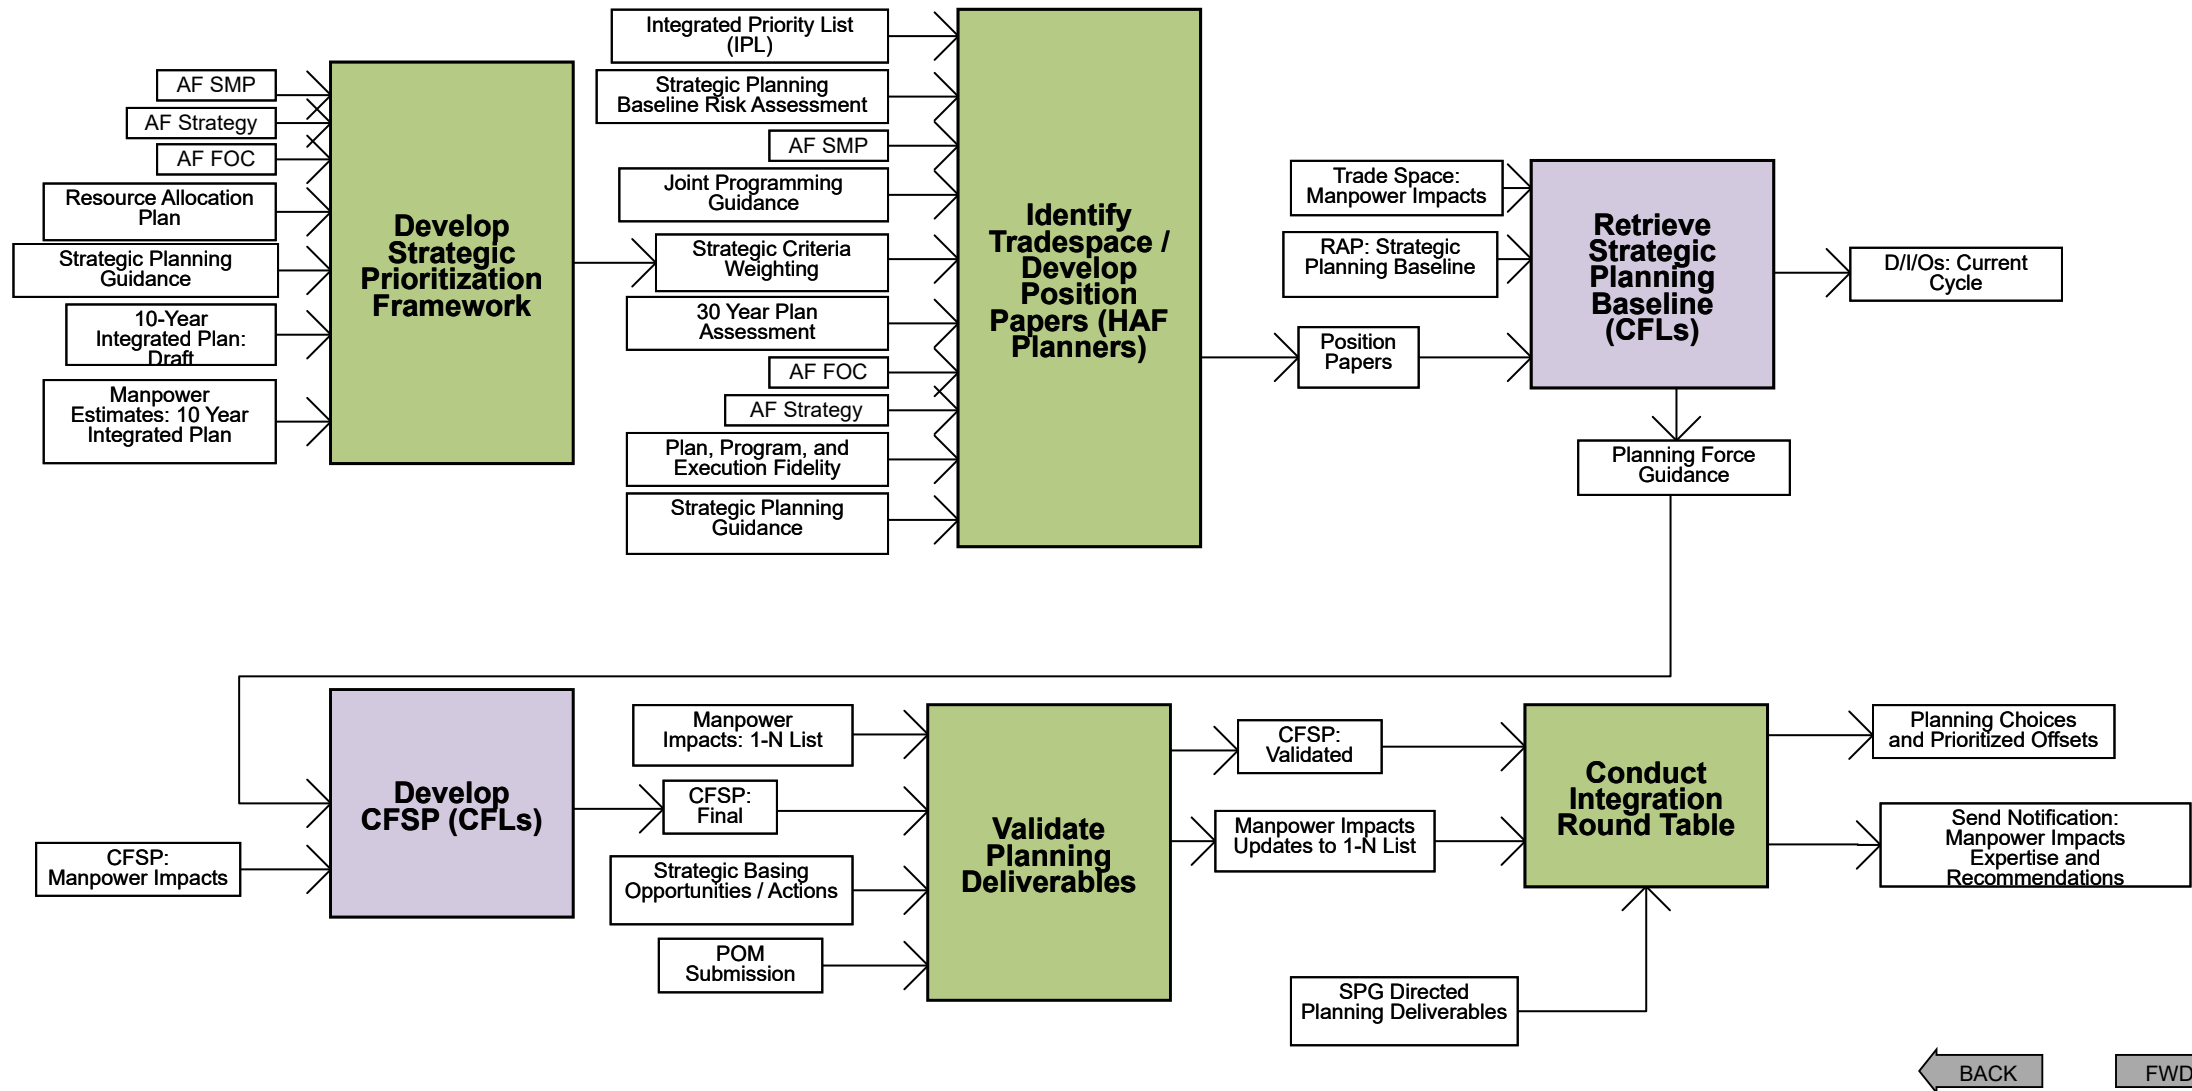 AF SMP
AF Strategy
AF FOC
Resource Allocation
Plan
Strategic Planning
Guidance
10-Year
Integrated Plan:
Draft
Manpower
Estimates: 10 Year
Integrated Plan
Develop
Strategic
Prioritization
Framework
Integrated Priority List
(IPL)
Strategic Planning
Baseline Risk Assessment
AF SMP
Joint Programming
Guidance
Strategic Criteria
Weighting
30 Year Plan
Assessment
AF FOC
AF Strategy
Plan, Program, and
Execution Fidelity
Strategic Planning
Guidance
Identify
Tradespace /
Develop
Position
Papers (HAF
Planners)
Trade Space:
Manpower Impacts
RAP: Strategic
Planning Baseline
Position
Papers
Retrieve
Strategic
Planning
Baseline
(CFLs)
D/I/Os: Current
Cycle
Planning Force
Guidance
CFSP:
Manpower Impacts
Develop
CFSP (CFLs)
Manpower
Impacts: 1-N List
CFSP:
Final
Strategic Basing
Opportunities / Actions
POM
Submission
Validate
Planning
Deliverables
CFSP:
Validated
Manpower Impacts
Updates to 1-N List
SPG Directed
Planning Deliverables
Conduct
Integration
Round Table
Planning Choices
and Prioritized Offsets
Send Notification:
Manpower Impacts
Expertise and
Recommendations
BACK
FWD